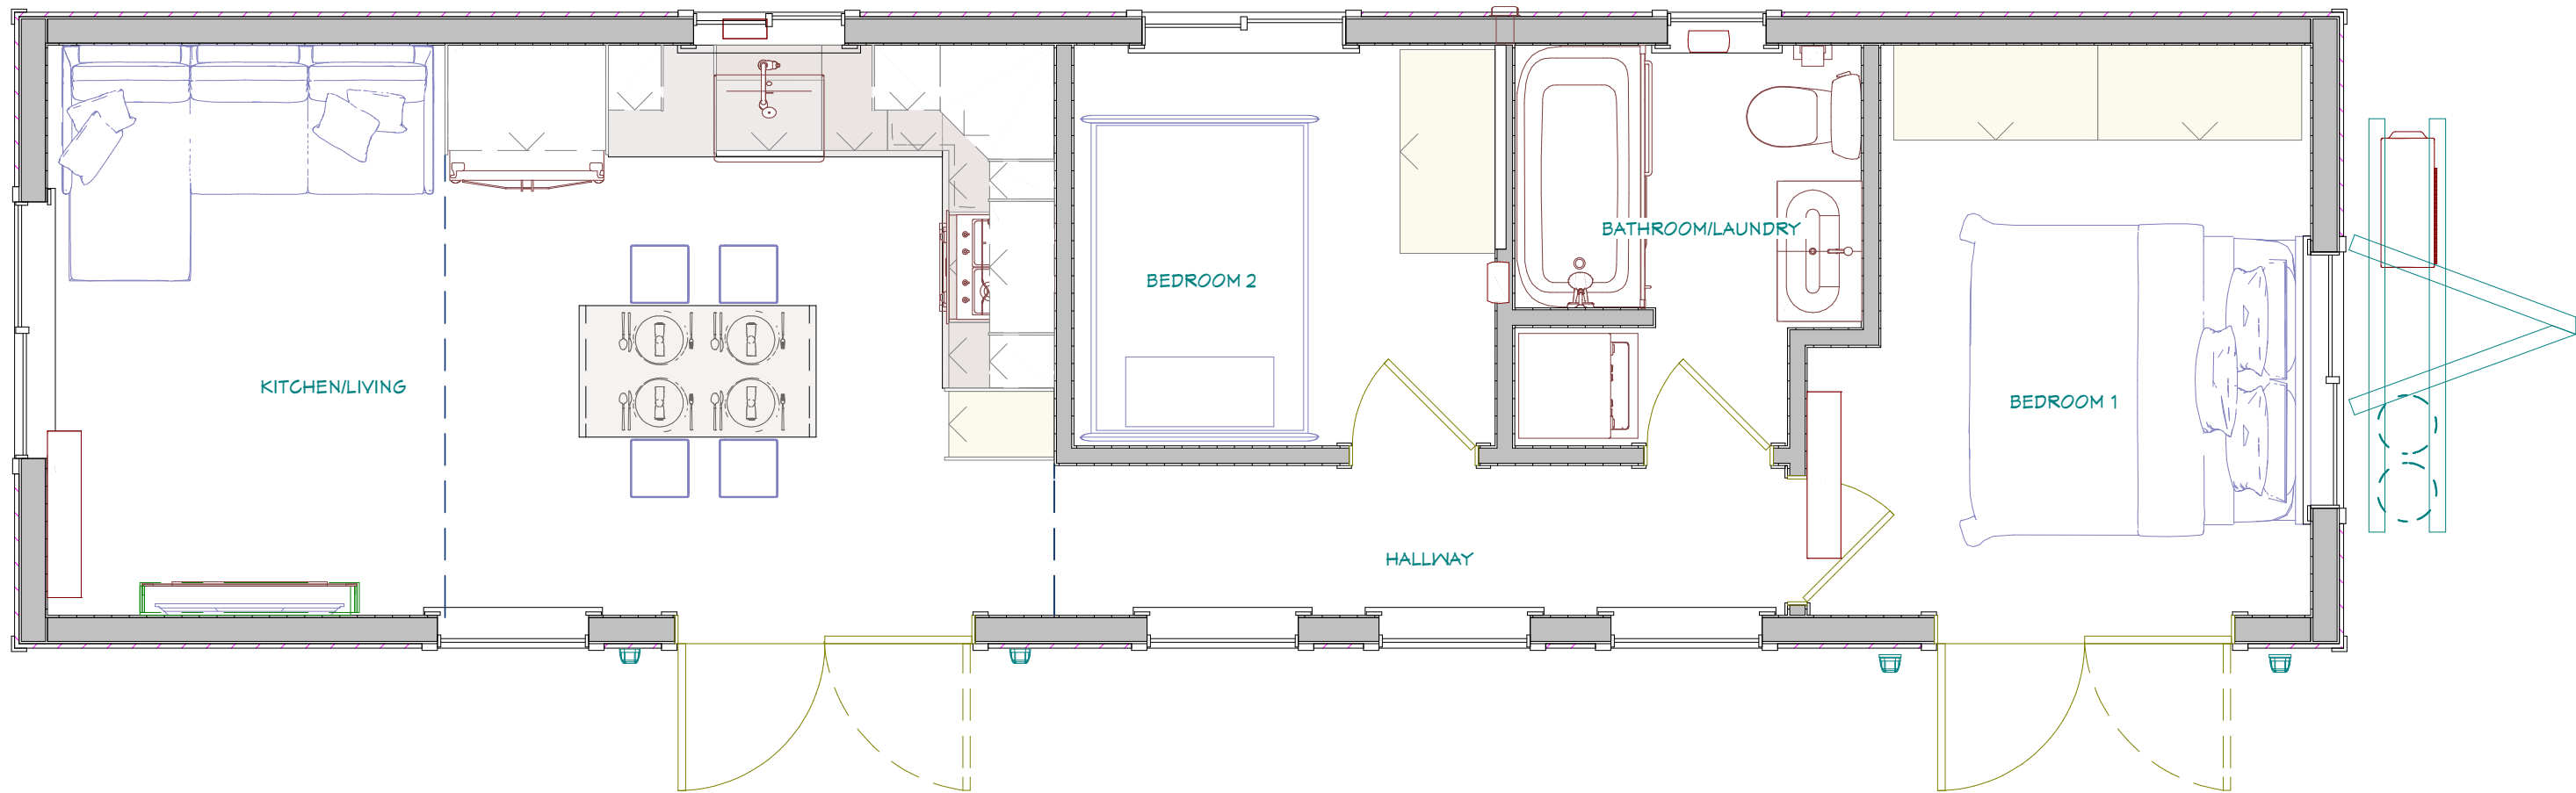 BATHROOM/LAUNDRY
BEDROOM 2
KITCHEN/LIVING
BEDROOM 1
HALLWAY